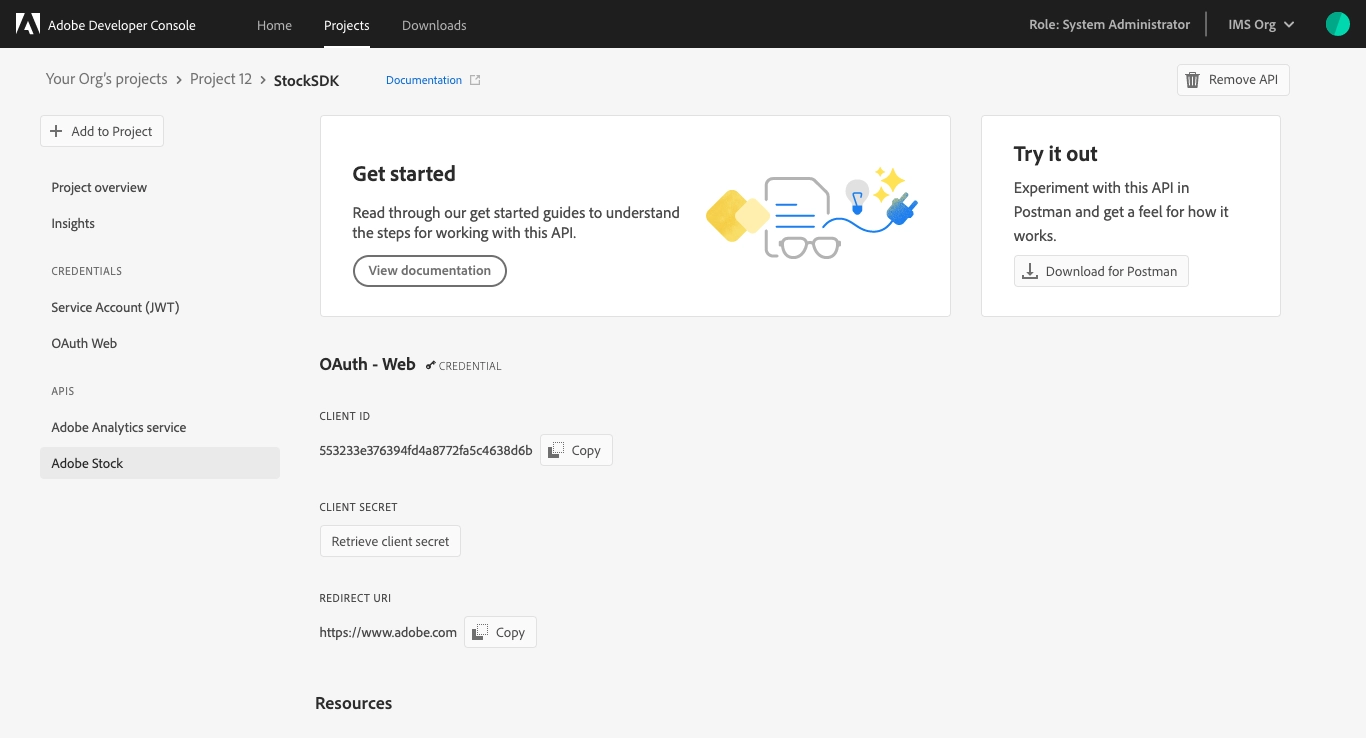 Adobe Developer Console
Home
Projects
Downloads
Role: System Administrator
IMS Org
Your Org's projects > Project 12 > StockSDK
Documentation
Remove API
Add to Project
Project overview
Insights
CREDENTIALS
Service Account (JWT)
OAuth Web
APIS
Adobe Analytics service
Adobe Stock
Get started
Read through our get started guides to understand
the steps for working with this API.
View documentation
Try it out
Experiment with this API in
Postman and get a feel for how it
works.
Download for Postman
OAuth - Web
CREDENTIAL
CLIENT ID
553233e376394fd4a8772fa5c4638d6b
Copy
CLIENT SECRET
Retrieve client secret
REDIRECT URI
https://www.adobe.com
Copy
Resources